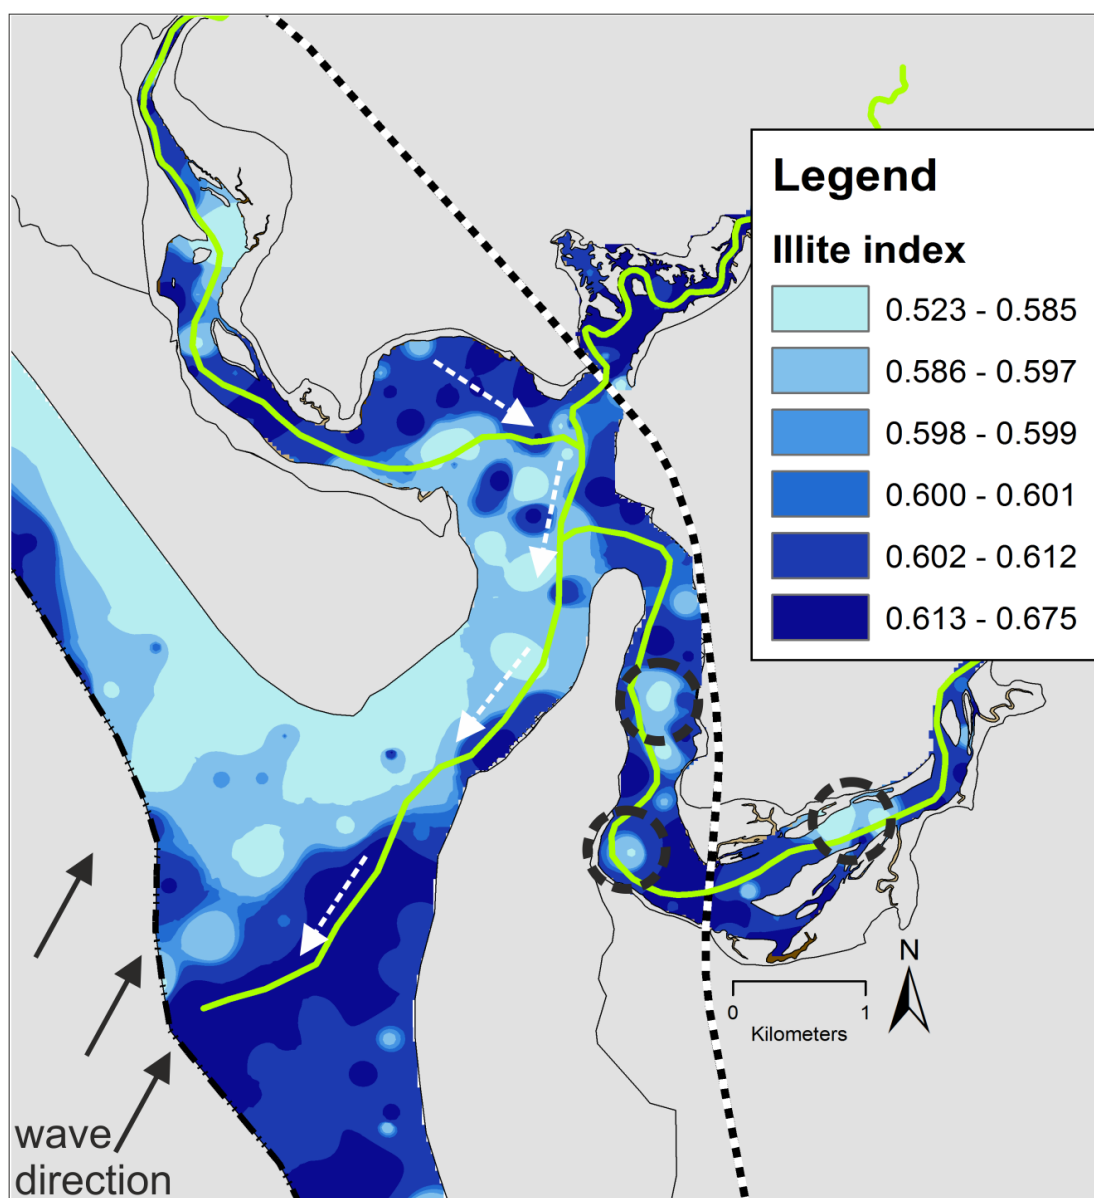 Legend
Illite index
0.523 - 0.585
0.586 - 0.597
0.598 - 0.599
0.600 - 0.601
0.602 - 0.612
0.613 - 0.675
N
0 1
Kilometers
wave
direction